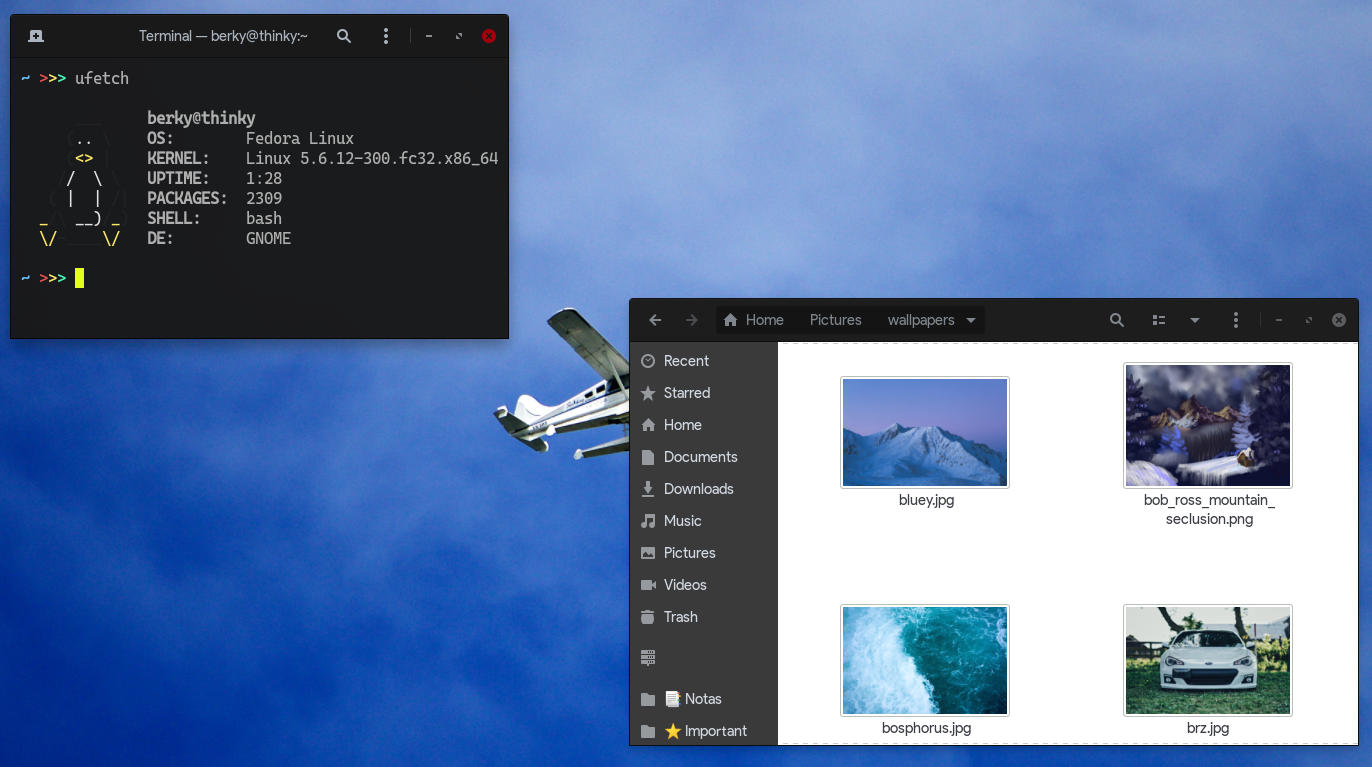 Terminal — berky@thinky:~
~ >>> ufetch
berky@thinky
OS: Fedora Linux
KERNEL: Linux 5.6.12-300.fc32.x86_64
UPTIME: 1:28
PACKAGES: 2309
SHELL: bash
DE: GNOME
~ >>>
Home Pictures wallpapers
Recent
Starred
Home
Documents
Downloads
Music
Pictures
Videos
Trash
📑 Notas
⭐ Important
bluey.jpg
bob_ross_mountain_
seclusion.png
bosphorus.jpg
brz.jpg